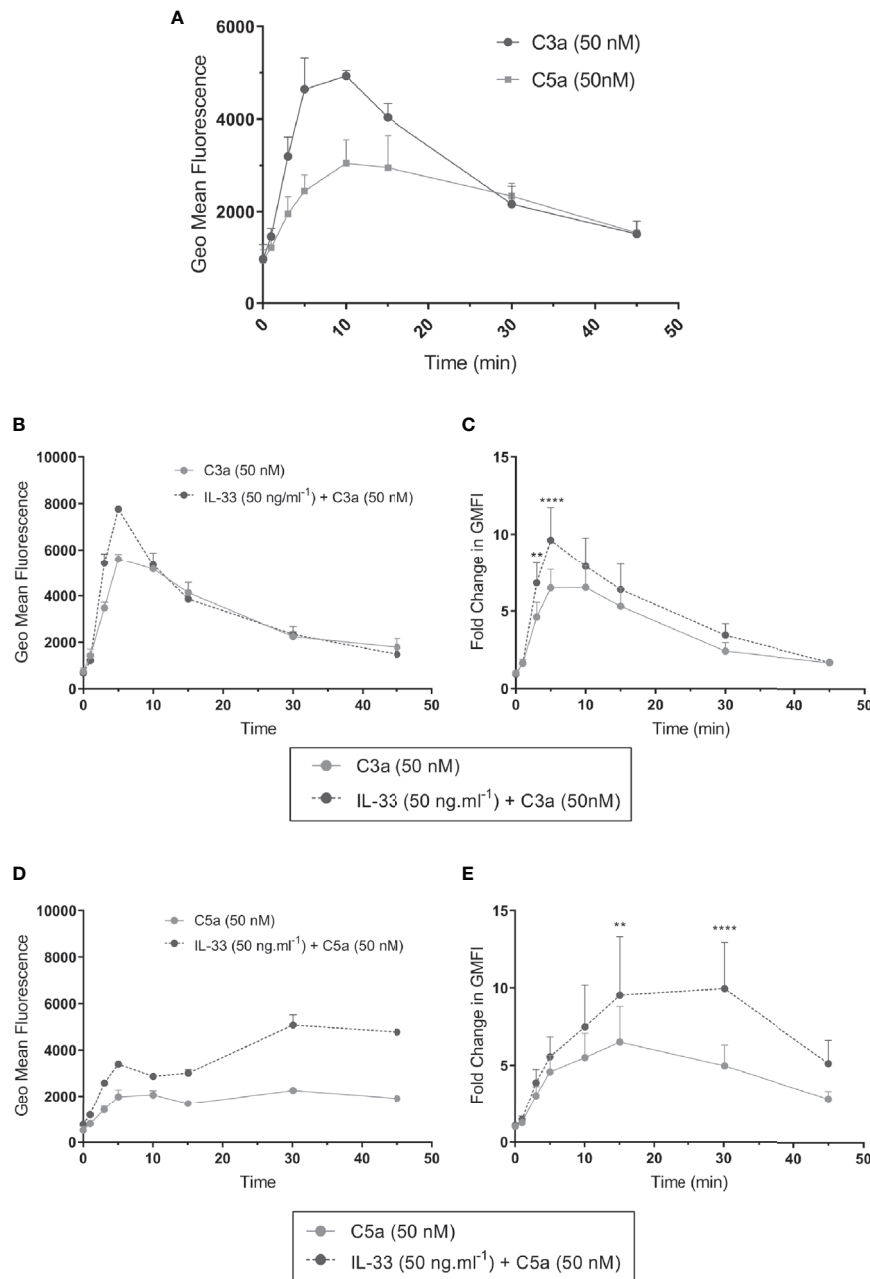 A
6000
4000
2000
0
Geo Mean Fluorescence
C3a (50 nM)
C5a (50nM)
0
10
20
30
40
50
Time (min)
B
10000
8000
6000
4000
2000
0
Geo Mean Fluorescence
C3a (50 nM)
IL-33 (50 ng/ml⁻¹) + C3a (50 nM)
0
10
20
30
40
50
Time
C
15
10
5
0
Fold Change in GMFI
**
****
0
10
20
30
40
50
Time (min)
C3a (50 nM)
IL-33 (50 ng.ml⁻¹) + C3a (50nM)
D
10000
8000
6000
4000
2000
0
Geo Mean Fluorescence
C5a (50 nM)
IL-33 (50 ng.ml⁻¹) + C5a (50 nM)
0
10
20
30
40
50
Time
E
15
10
5
0
Fold Change in GMFI
**
****
0
10
20
30
40
50
Time (min)
C5a (50 nM)
IL-33 (50 ng.ml⁻¹) + C5a (50 nM)